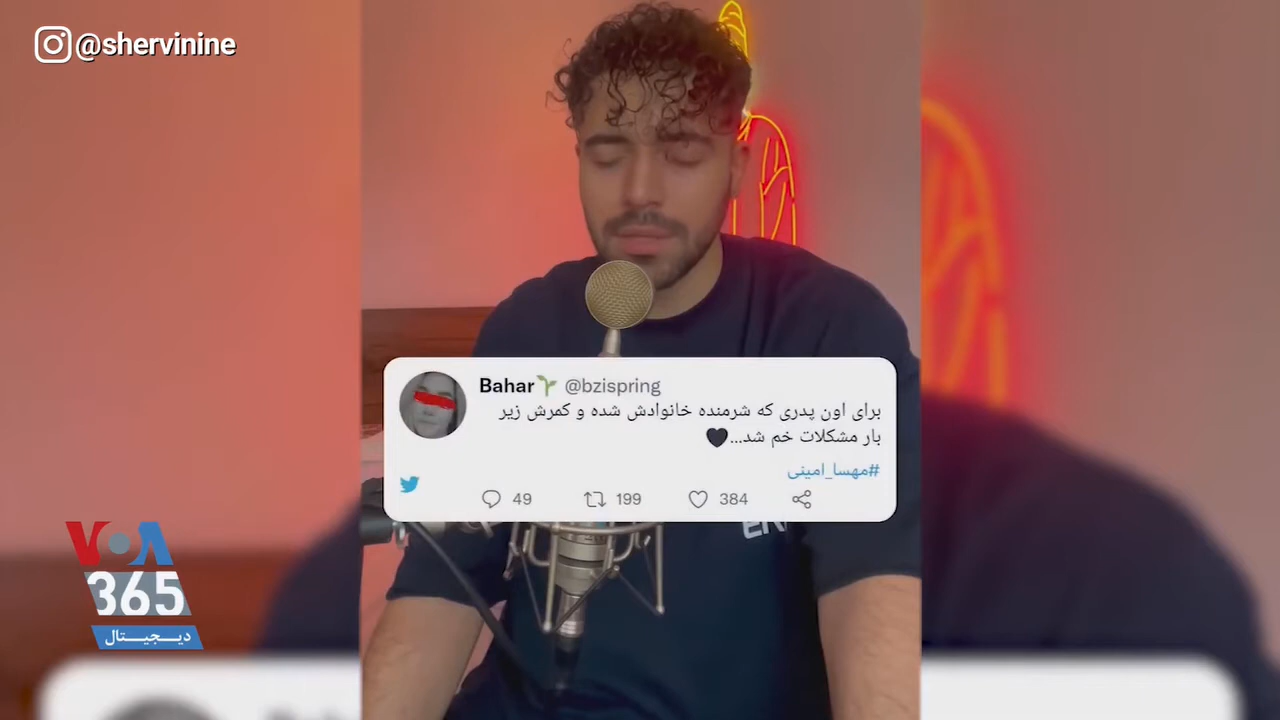 @shervinine
Bahar🌱 @bzispring
برای اون پدری که شرمنده خانوادش شده و کمرش زیر
بار مشکلات خم شد...🖤
#مهسا_امینی
49 199 384
VOA
365
دیـجیـتال